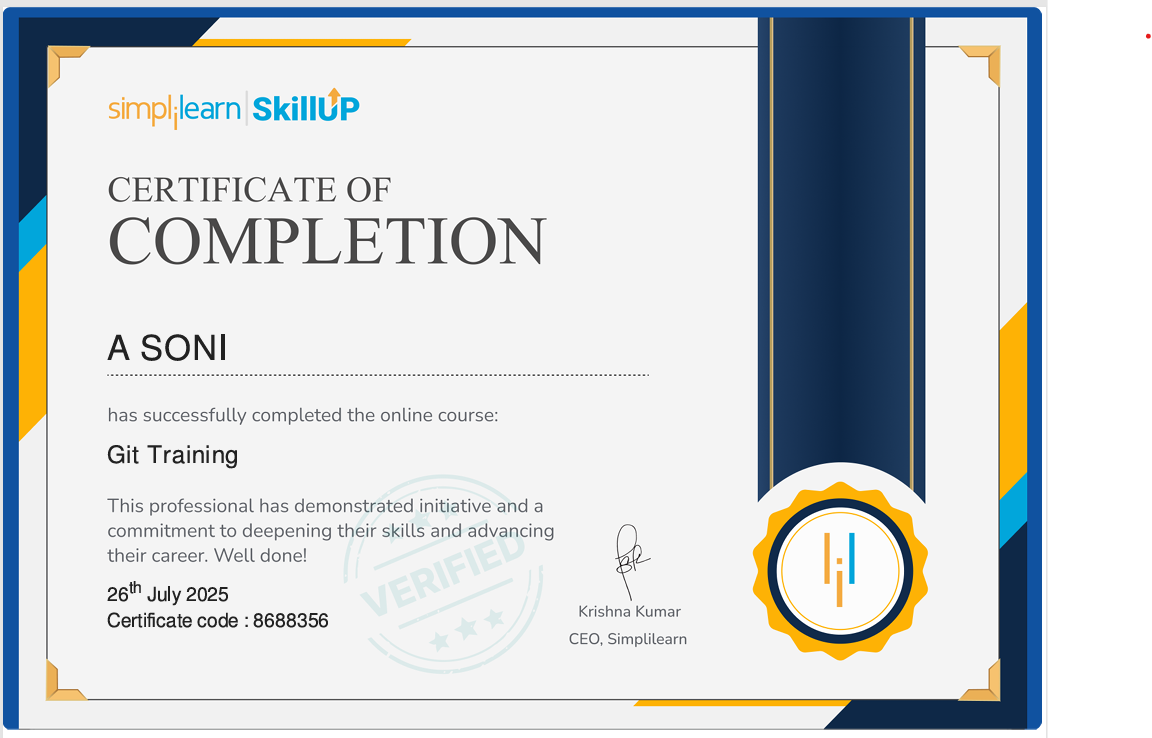 simplilearn | SkillUP
CERTIFICATE OF
COMPLETION
A SONI
has successfully completed the online course:
Git Training
This professional has demonstrated initiative and a
commitment to deepening their skills and advancing
their career. Well done!
VERIFIED
26th July 2025
Certificate code : 8688356
Krishna Kumar
CEO, Simplilearn